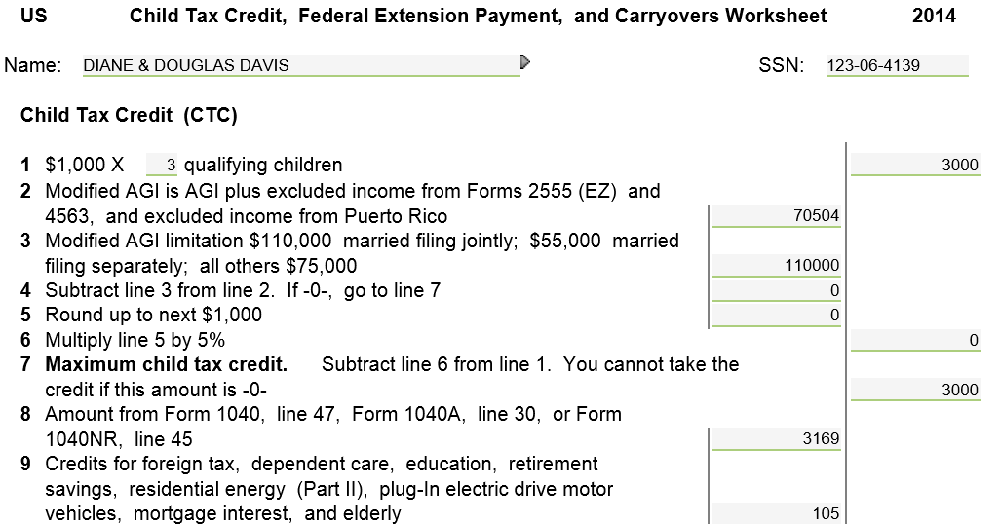 US Child Tax Credit, Federal Extension Payment, and Carryovers Worksheet 2014
Name: DIANE & DOUGLAS DAVIS SSN: 123-06-4139
Child Tax Credit (CTC)
1 $1,000 X 3 qualifying children 3000
2 Modified AGI is AGI plus excluded income from Forms 2555 (EZ) and
4563, and excluded income from Puerto Rico 70504
3 Modified AGI limitation $110,000 married filing jointly; $55,000 married
filing separately; all others $75,000 110000
4 Subtract line 3 from line 2. If -0-, go to line 7 0
5 Round up to next $1,000 0
6 Multiply line 5 by 5% 0
7 Maximum child tax credit. Subtract line 6 from line 1. You cannot take the
credit if this amount is -0- 3000
8 Amount from Form 1040, line 47, Form 1040A, line 30, or Form
1040NR, line 45 3169
9 Credits for foreign tax, dependent care, education, retirement
savings, residential energy (Part II), plug-In electric drive motor
vehicles, mortgage interest, and elderly 105